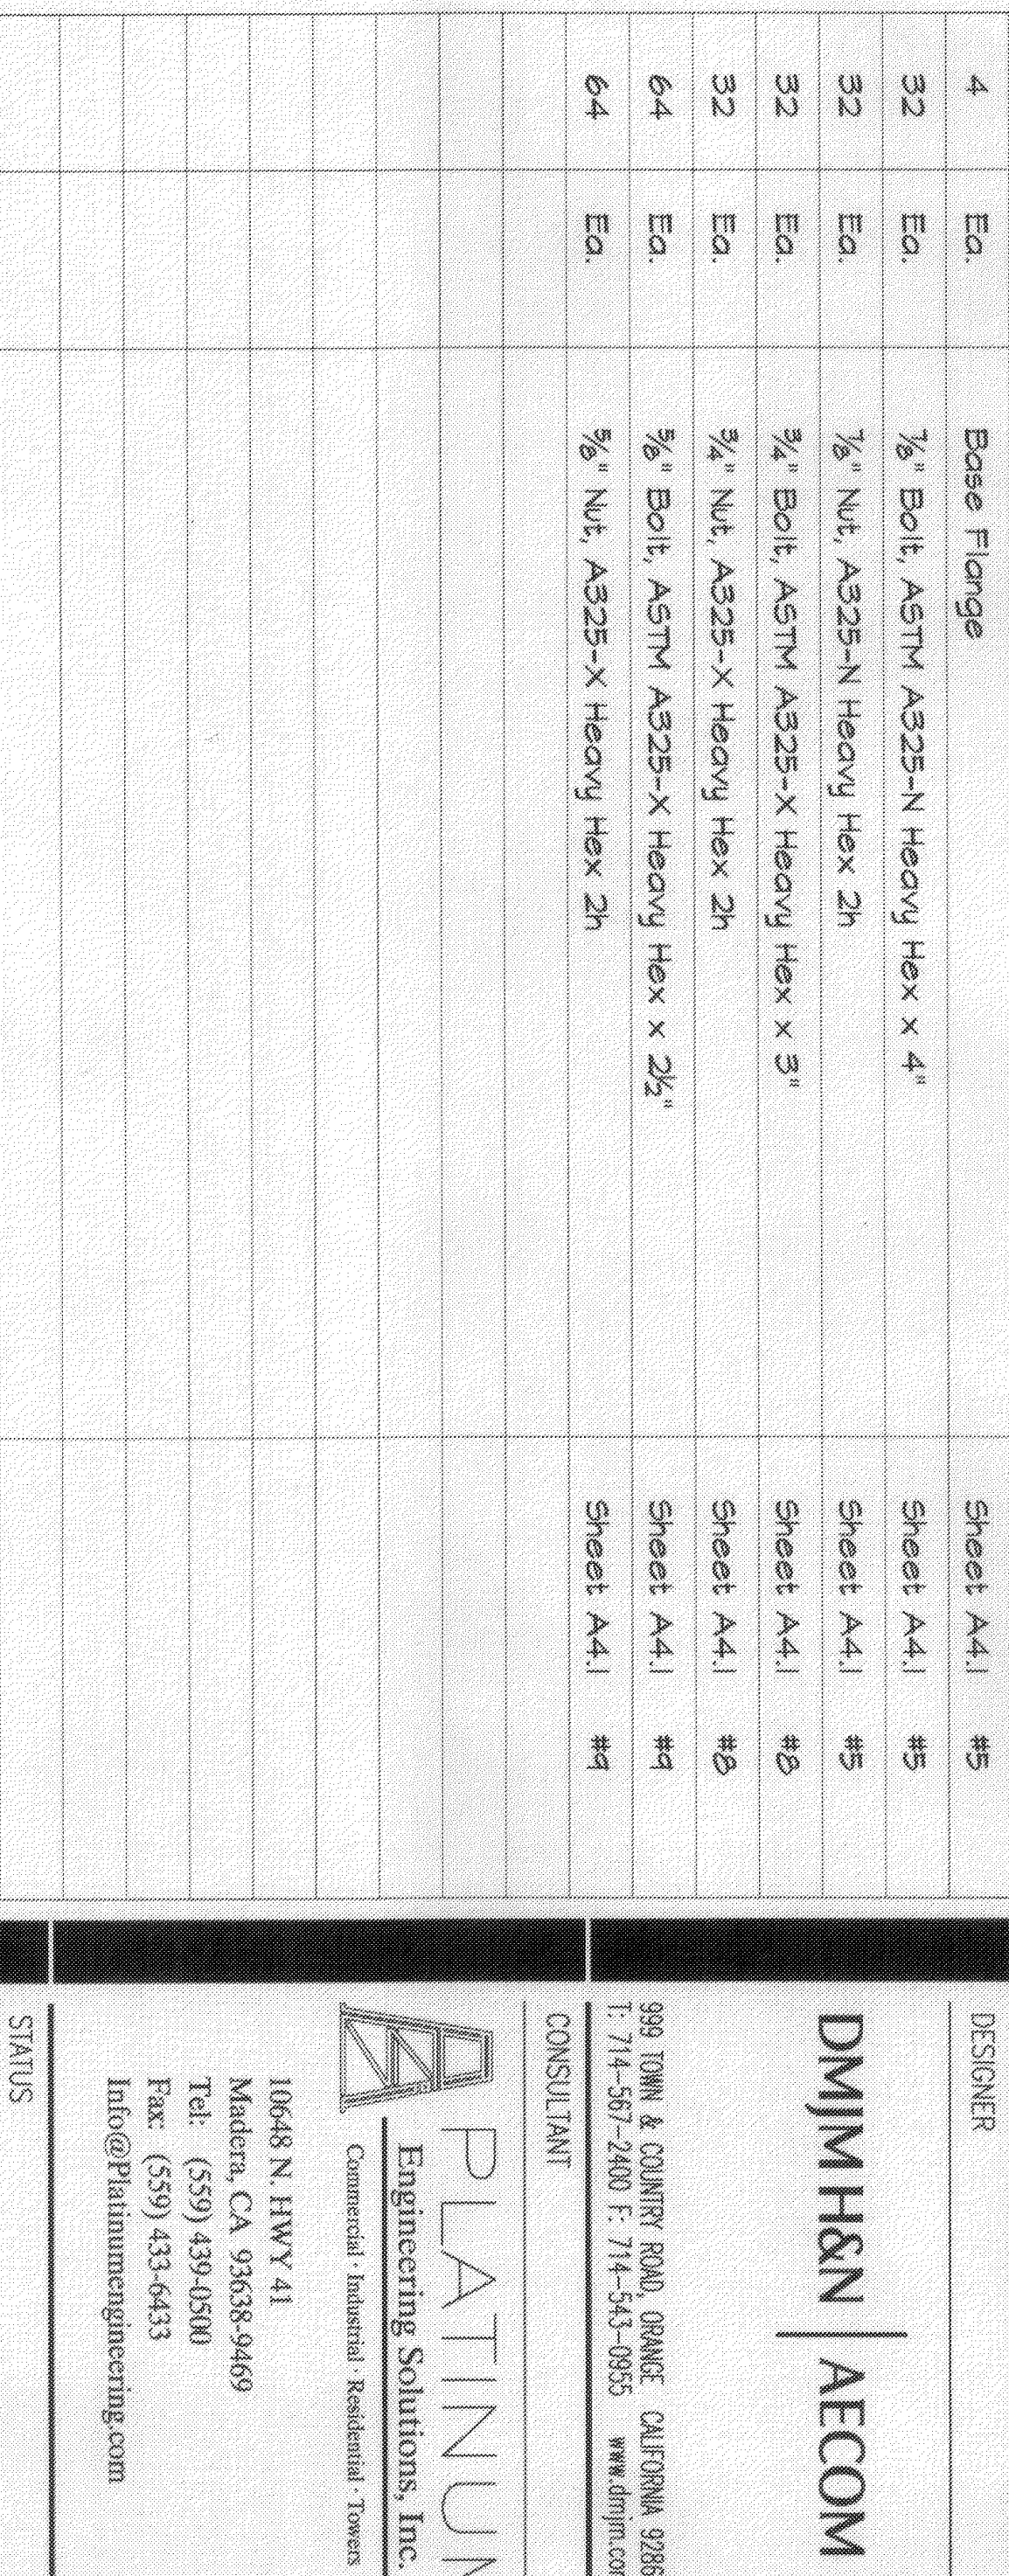 4 Ea. Base Flange Sheet A4.1 #5
32 Ea. ⅞" Bolt, ASTM A325-N Heavy Hex x 4" Sheet A4.1 #5
32 Ea. ⅞" Nut, A325-N Heavy Hex 2h Sheet A4.1 #5
32 Ea. ¾" Bolt, ASTM A325-X Heavy Hex x 3" Sheet A4.1 #8
32 Ea. ¾" Nut, A325-X Heavy Hex 2h Sheet A4.1 #8
64 Ea. ⅝" Bolt, ASTM A325-X Heavy Hex x 2½" Sheet A4.1 #9
64 Ea. ⅝" Nut, A325-X Heavy Hex 2h Sheet A4.1 #9
DESIGNER
DMJM H&N | AECOM
999 TOWN & COUNTRY ROAD, ORANGE CALIFORNIA 9286
T: 714-567-2400 F: 714-543-0955 www.dmjm.com
CONSULTANT
PLATINUM
Engineering Solutions, Inc.
Commercial · Industrial · Residential · Towers
10648 N. HWY 41
Madera, CA 93638-9469
Tel: (559) 439-0500
Fax: (559) 433-6433
Info@Platinumengineering.com
STATUS